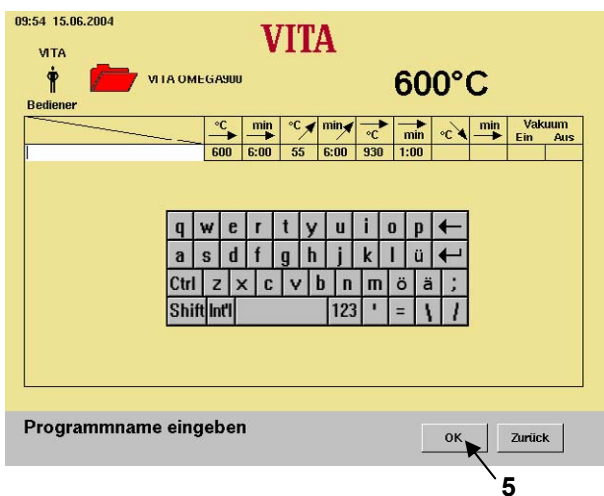 09:54 15.06.2004
VITA
VITA
VITA OMEGA900
600°C
Bediener
°C min °C min °C min °C min Vakuum
Ein Aus
600 6:00 55 6:00 930 1:00
q w e r t y u i o p ←
a s d f g h j k l ü ↵
Ctrl z x c v b n m ö ä ;
Shift Int'l 123 ' = \ /
Programmname eingeben
OK Zurück
5